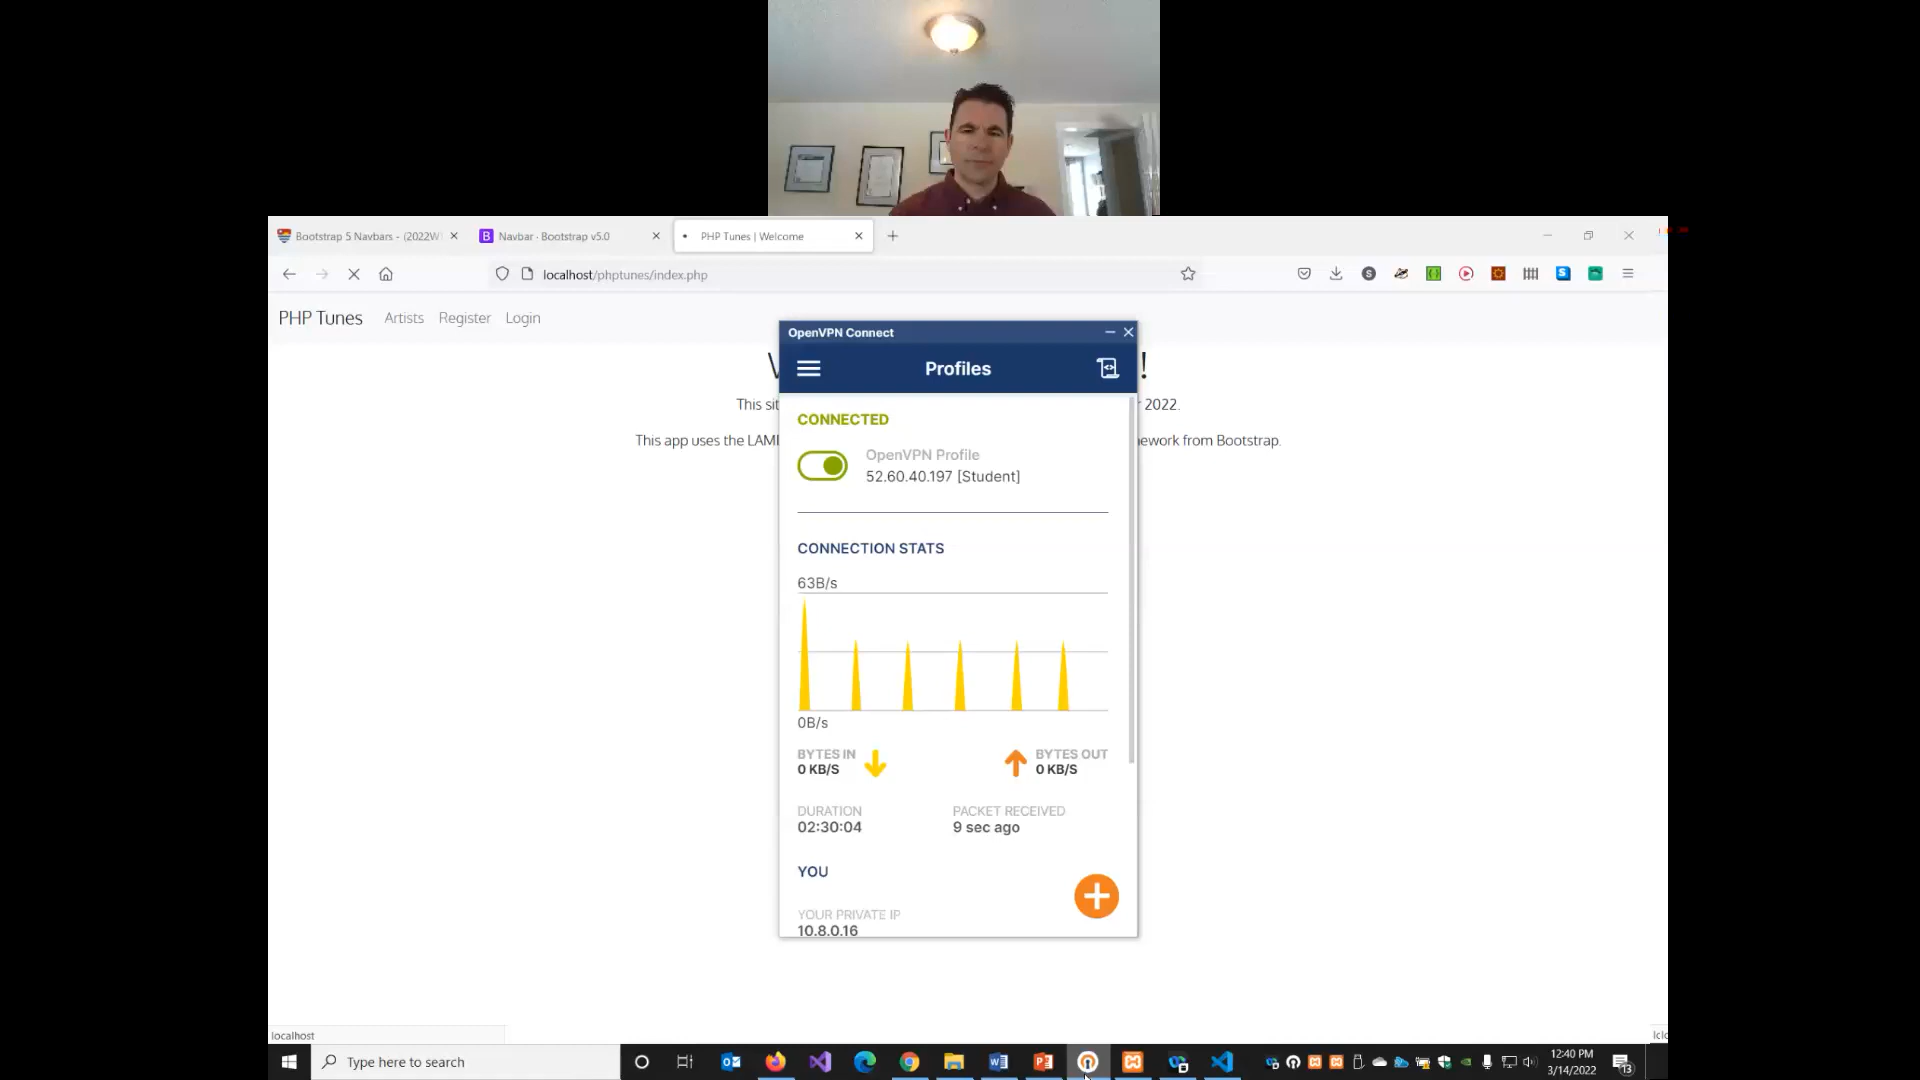 Bootstrap 5 Navbars - (2022W
Navbar · Bootstrap v5.0
PHP Tunes | Welcome
localhost/phptunes/index.php
PHP Tunes
Artists
Register
Login
OpenVPN Connect
Profiles
!
This sit
2022.
This app uses the LAM
ework from Bootstrap.
CONNECTED
OpenVPN Profile
52.60.40.197 [Student]
CONNECTION STATS
63B/s
0B/s
BYTES IN
0 KB/S
BYTES OUT
0 KB/S
DURATION
02:30:04
PACKET RECEIVED
9 sec ago
YOU
YOUR PRIVATE IP
10.8.0.16
localhost
Type here to search
12:40 PM
3/14/2022
13